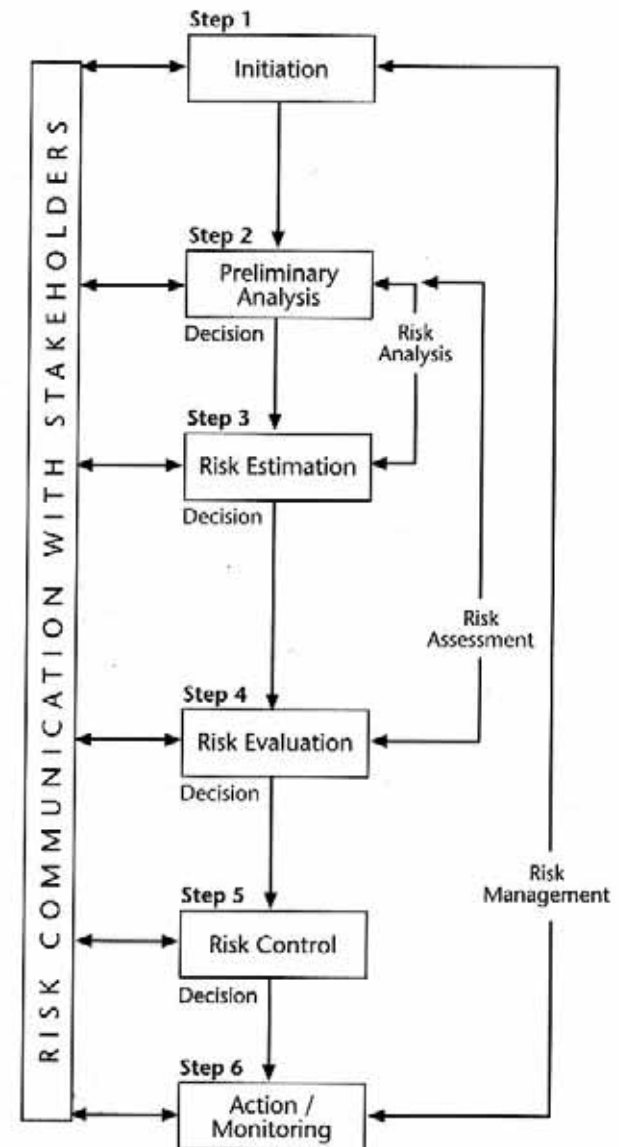 RISK COMMUNICATION WITH STAKEHOLDERS
Step 1
Initiation
Step 2
Preliminary
Analysis
Decision
Risk
Analysis
Step 3
Risk Estimation
Decision
Risk
Assessment
Step 4
Risk Evaluation
Decision
Risk
Management
Step 5
Risk Control
Decision
Step 6
Action /
Monitoring